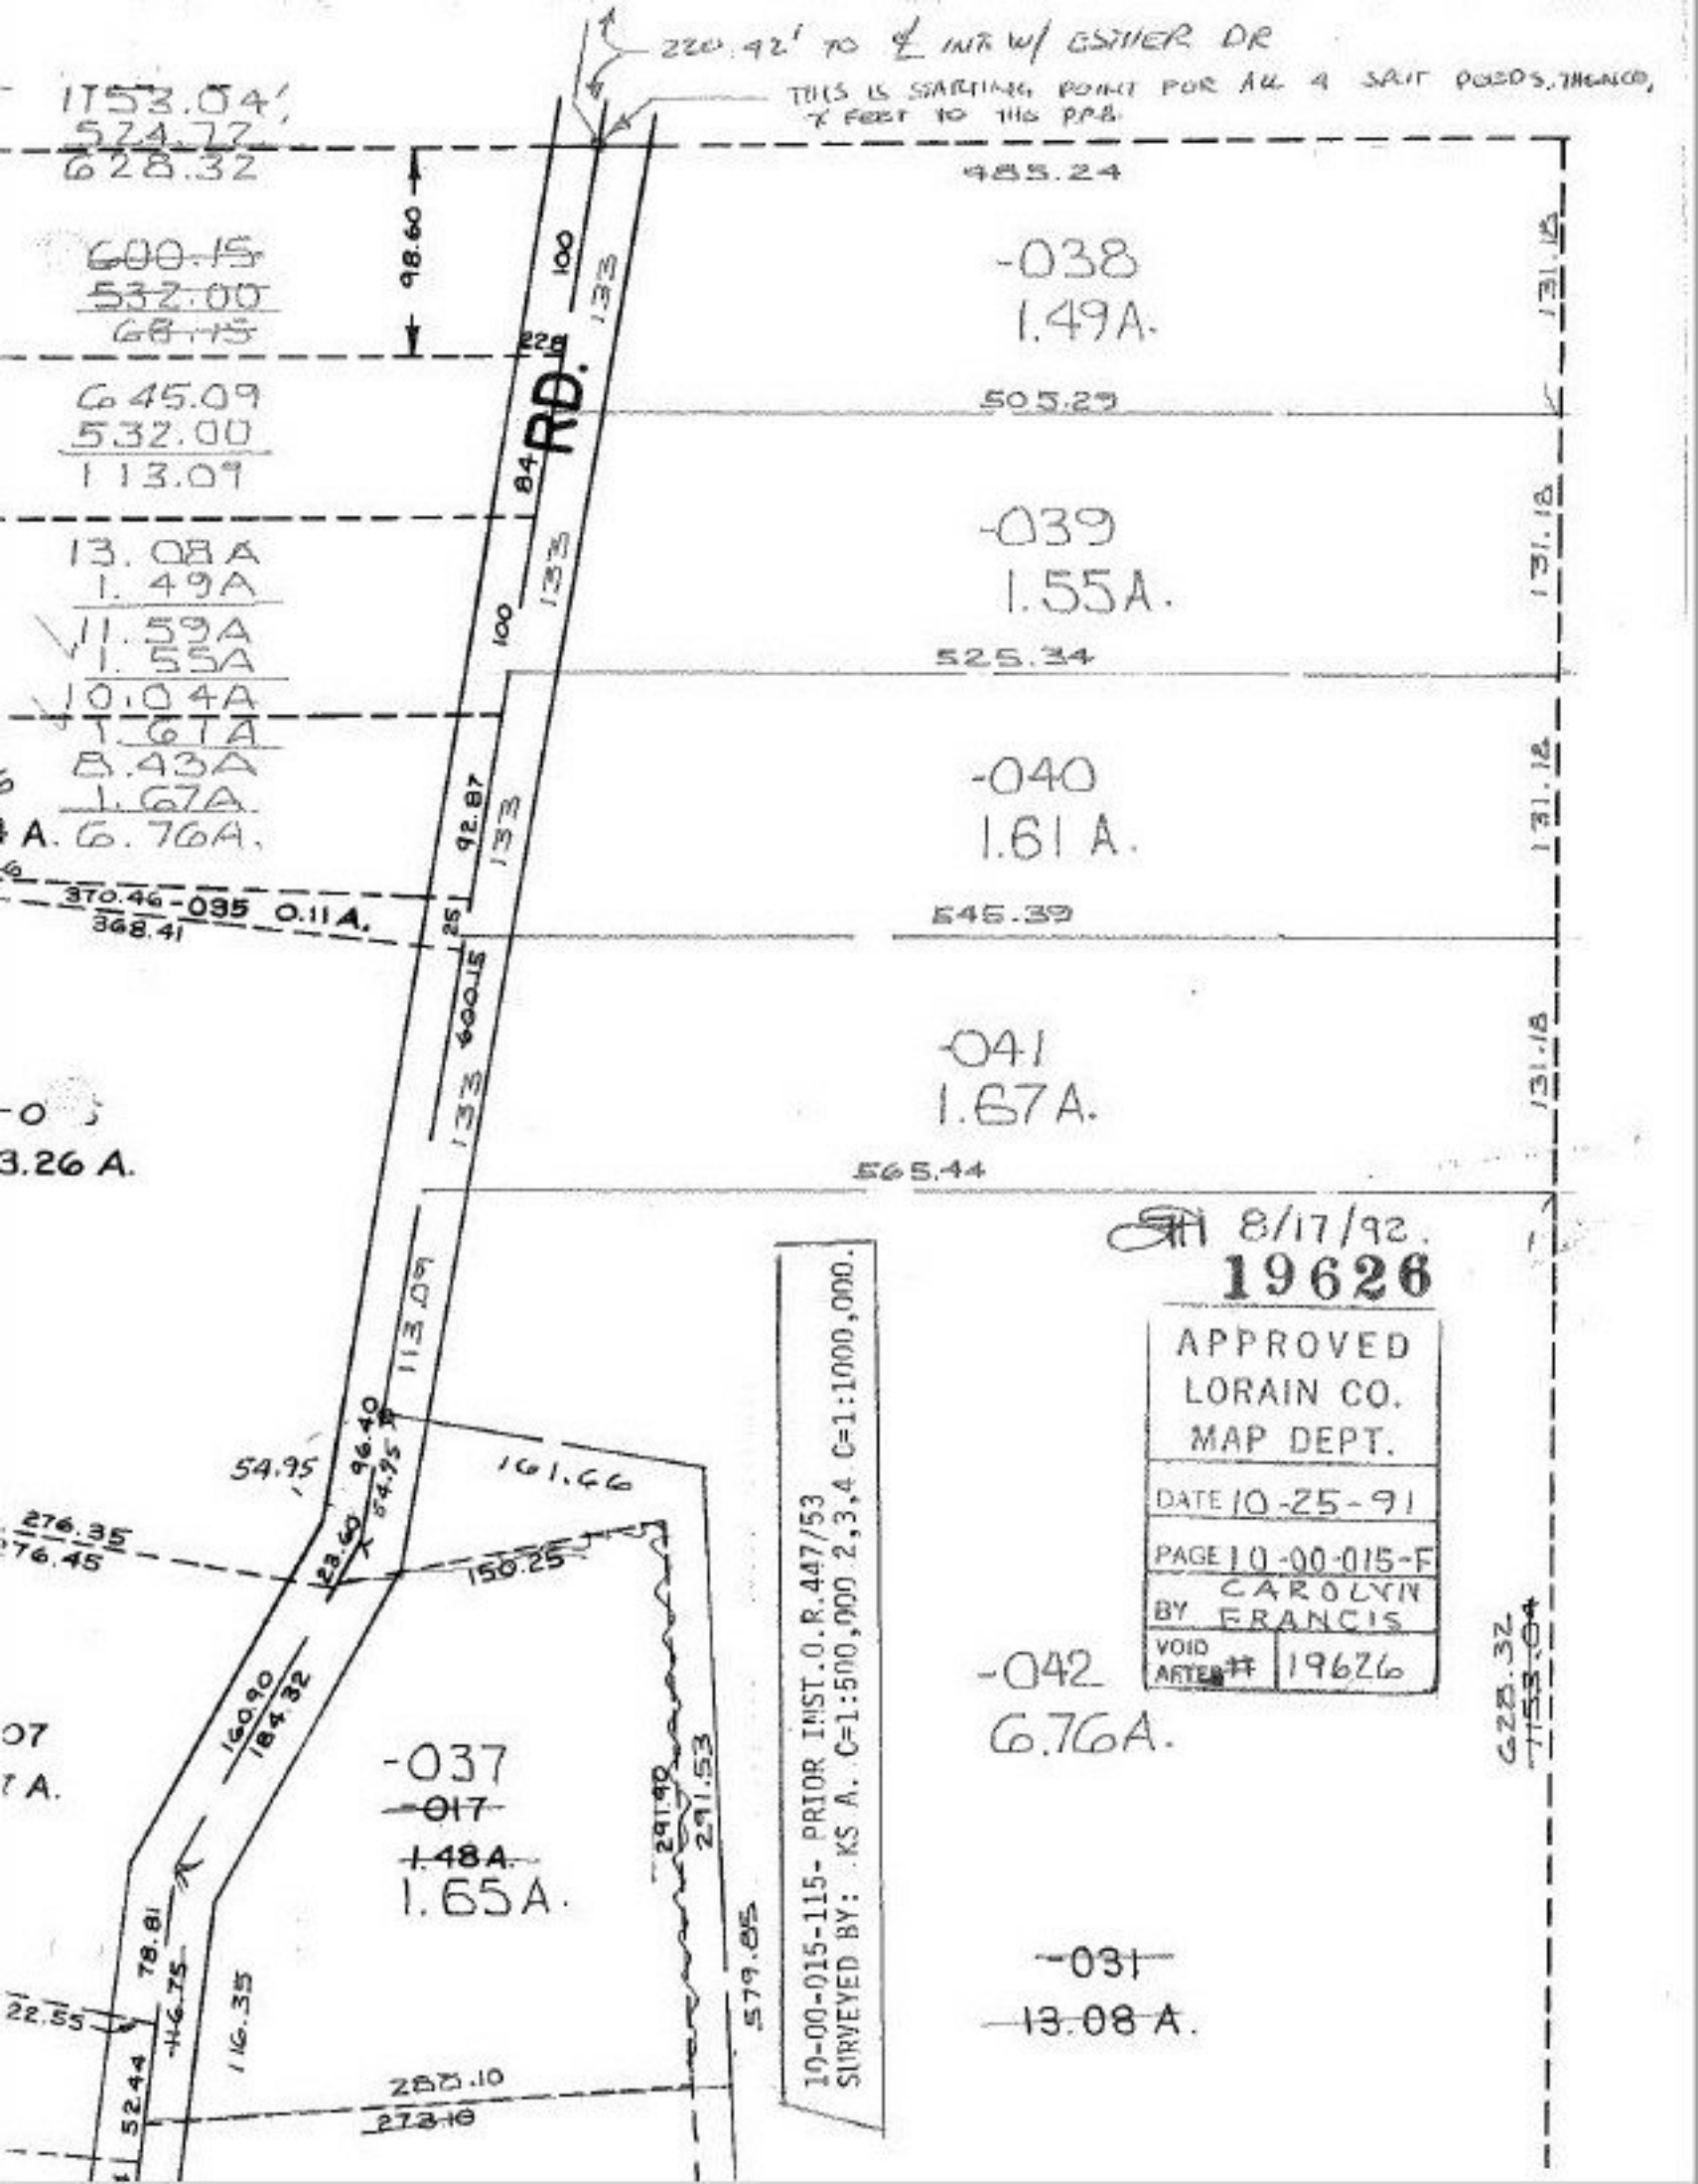 220.42' TO ℄ INT. W/ ESTHER DR
THIS IS STARTING POINT FOR ALL 4 SPLIT DEEDS, THENCE,
X FEET TO THE P.P.B.
1153.04'
524.72
628.32
600.15
532.00
68.15
645.09
532.00
113.09
13.08A
1.49A
11.59A
1.55A
10.04A
1.61A
8.43A
1.67A
A. 6.76A.
370.46-035 0.11A.
368.41
3.26 A.
54.95
276.35
276.45
07
A.
22.55
98.60
100
133
RD.
84
133
100
92.87
133
25
600.15
133
113.09
96.40
54.95
23.60
160.90
184.32
78.81
116.75
116.35
52.44
485.24
-038
1.49A.
131.18
505.29
-039
1.55A.
131.18
525.34
-040
1.61 A.
131.18
545.39
-041
1.67A.
131.18
565.44
161.66
150.25
-037
-017
1.48A.
1.65A.
291.90
291.53
579.85
288.10
273.10
10-00-015-115- PRIOR INST.O.R.447/53
SURVEYED BY: KS A. C=1:500,000 2,3,4 C=1:1000,000.
8/17/92.
19626
APPROVED
LORAIN CO.
MAP DEPT.
DATE 10-25-91
PAGE 10-00-015-F
BY CAROLYN
FRANCIS
VOID
AFTER # 19626
-042
6.76A.
628.32
1153.04
-031
13.08 A.